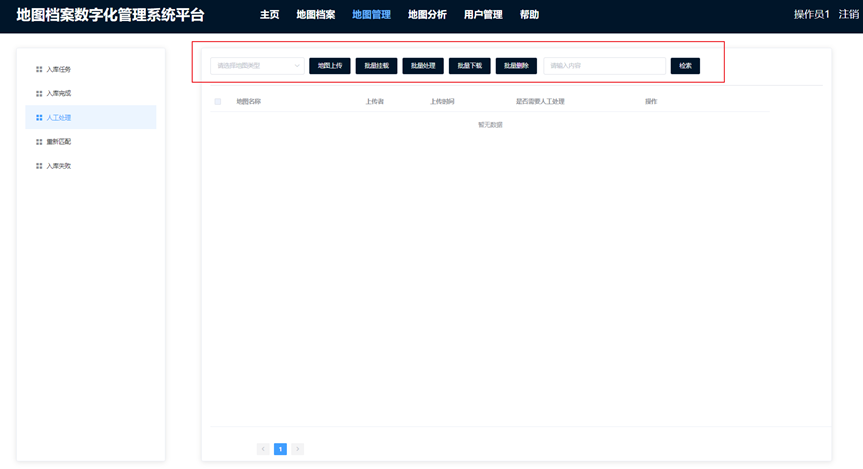 地图档案数字化管理系统平台 主页 地图档案 地图管理 地图分析 用户管理 帮助 操作员1 注销
入库任务
入库完成
人工处理
重新匹配
入库失败
请选择地图类型 地图上传 批量挂载 批量处理 批量下载 批量删除 请输入内容 检索
地图名称 上传者 上传时间 是否需要人工处理 操作
暂无数据
< 1 >